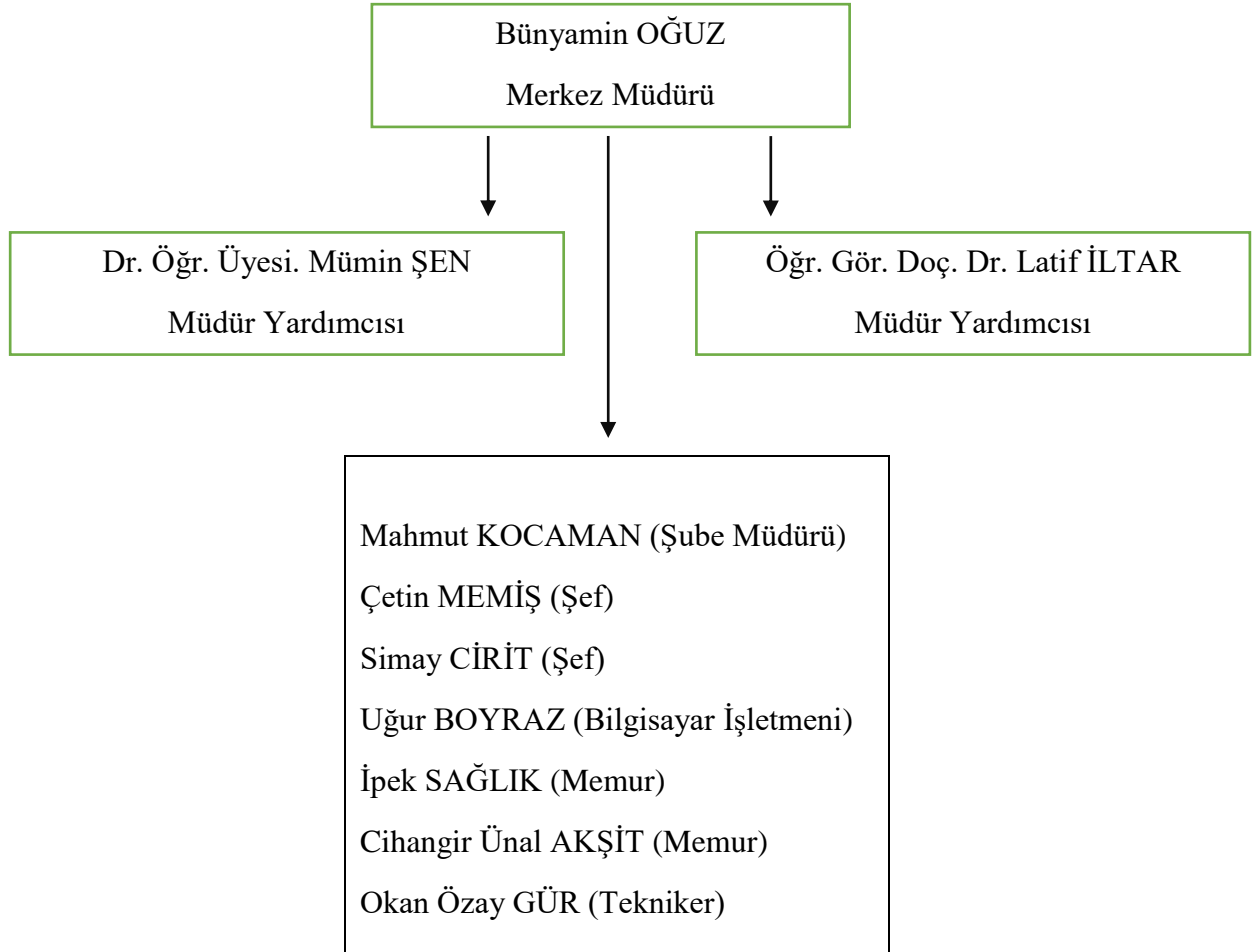 Bünyamin OĞUZ
Merkez Müdürü
Dr. Öğr. Üyesi. Mümin ŞEN
Müdür Yardımcısı
Öğr. Gör. Doç. Dr. Latif İLTAR
Müdür Yardımcısı
Mahmut KOCAMAN (Şube Müdürü)
Çetin MEMİŞ (Şef)
Simay CİRİT (Şef)
Uğur BOYRAZ (Bilgisayar İşletmeni)
İpek SAĞLIK (Memur)
Cihangir Ünal AKŞİT (Memur)
Okan Özay GÜR (Tekniker)